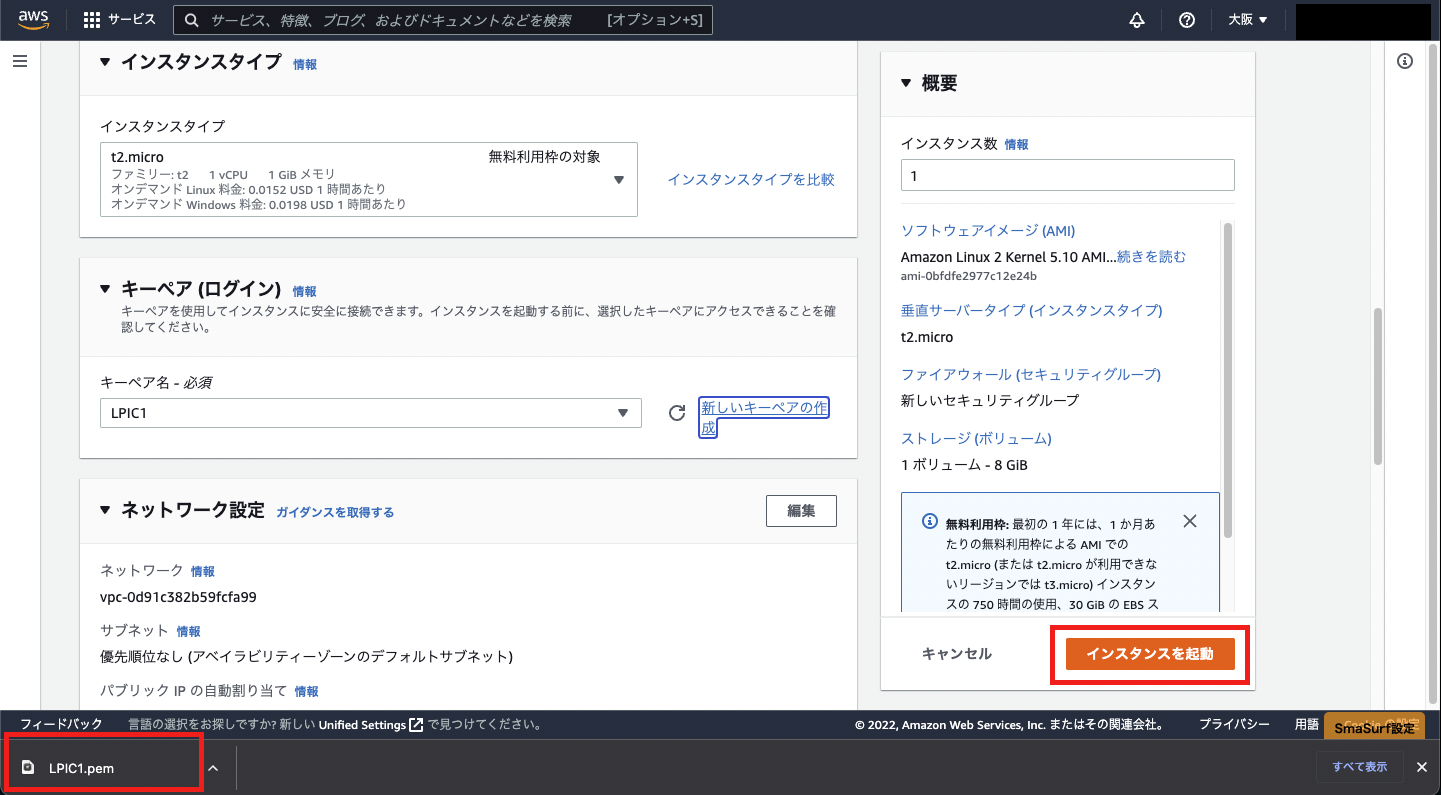 aws
サービス
サービス、特徴、ブログ、およびドキュメントなどを検索
[オプション+S]
大阪
インスタンスタイプ 情報
インスタンスタイプ
t2.micro 無料利用枠の対象
ファミリー: t2 1 vCPU 1 GiB メモリ
オンデマンド Linux 料金: 0.0152 USD 1 時間あたり
オンデマンド Windows 料金: 0.0198 USD 1 時間あたり
インスタンスタイプを比較
キーペア (ログイン) 情報
キーペアを使用してインスタンスに安全に接続できます。インスタンスを起動する前に、選択したキーペアにアクセスできることを確
認してください。
キーペア名 - 必須
LPIC1
新しいキーペアの作
成
ネットワーク設定 ガイダンスを取得する
編集
ネットワーク 情報
vpc-0d91c382b59fcfa99
サブネット 情報
優先順位なし (アベイラビリティーゾーンのデフォルトサブネット)
パブリック IP の自動割り当て 情報
概要
インスタンス数 情報
1
ソフトウェアイメージ (AMI)
Amazon Linux 2 Kernel 5.10 AMI...続きを読む
ami-0bfdfe2977c12e24b
垂直サーバータイプ (インスタンスタイプ)
t2.micro
ファイアウォール (セキュリティグループ)
新しいセキュリティグループ
ストレージ (ボリューム)
1 ボリューム - 8 GiB
無料利用枠: 最初の 1 年には、1 か月あ
たりの無料利用枠による AMI での
t2.micro (または t2.micro が利用できな
いリージョンでは t3.micro) インスタン
スの 750 時間の使用、30 GiB の EBS ス
キャンセル
インスタンスを起動
フィードバック
言語の選択をお探しですか? 新しい Unified Settings で見つけてください。
© 2022, Amazon Web Services, Inc. またはその関連会社。
プライバシー
用語
Cookie の設定
SmaSurf設定
LPIC1.pem
すべて表示